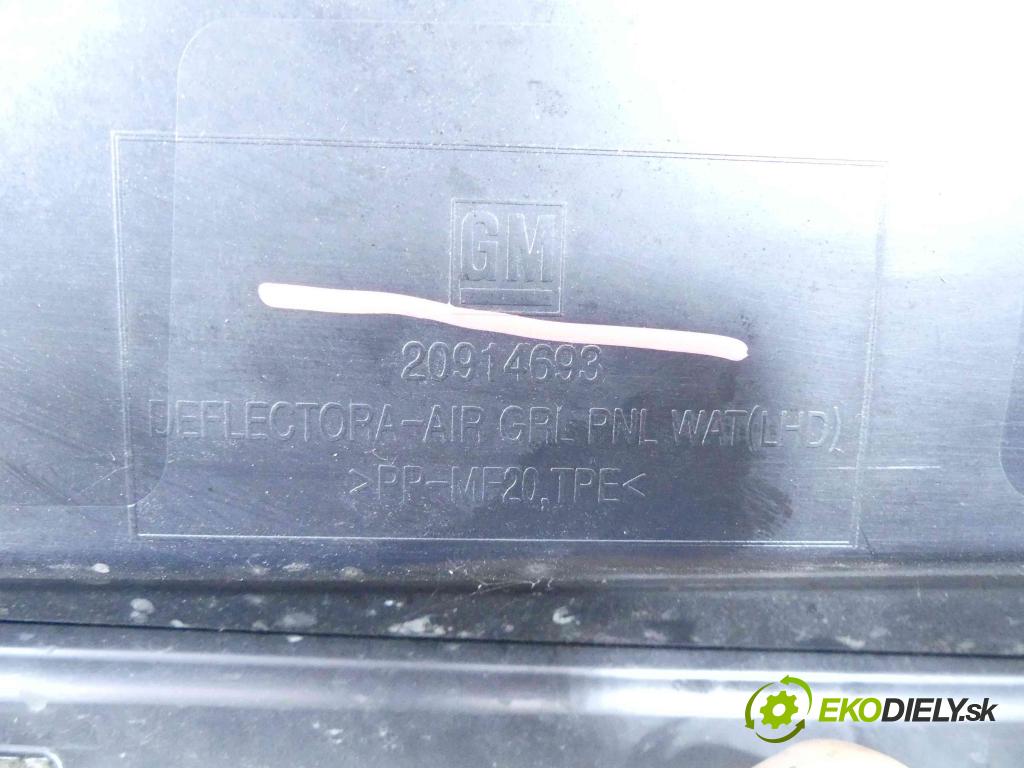 GM
20914693
DEFLECTORA-AIR GRL PNL WAT(LHD)
>PP-MF20,TPE<
EKODIELY.sk